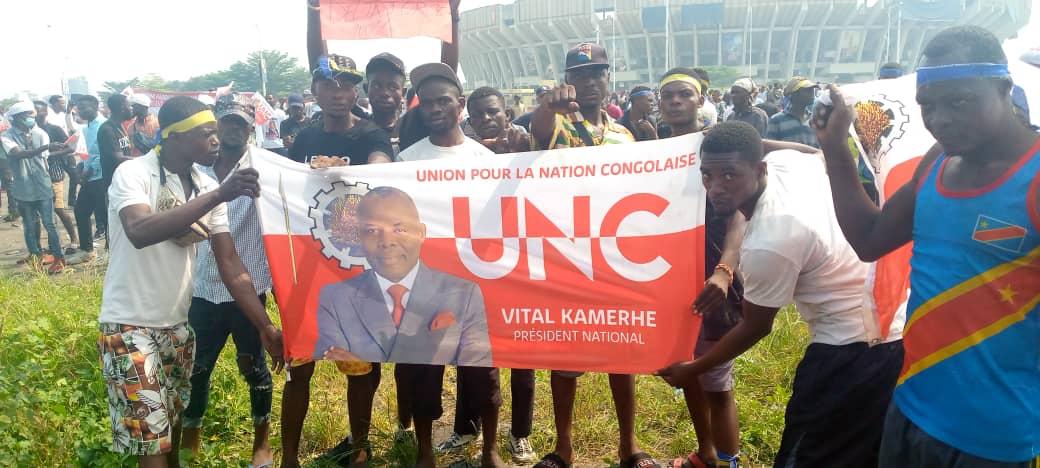 UNION POUR LA NATION CONGOLAISE
UNC
VITAL KAMERHE
PRÉSIDENT NATIONAL